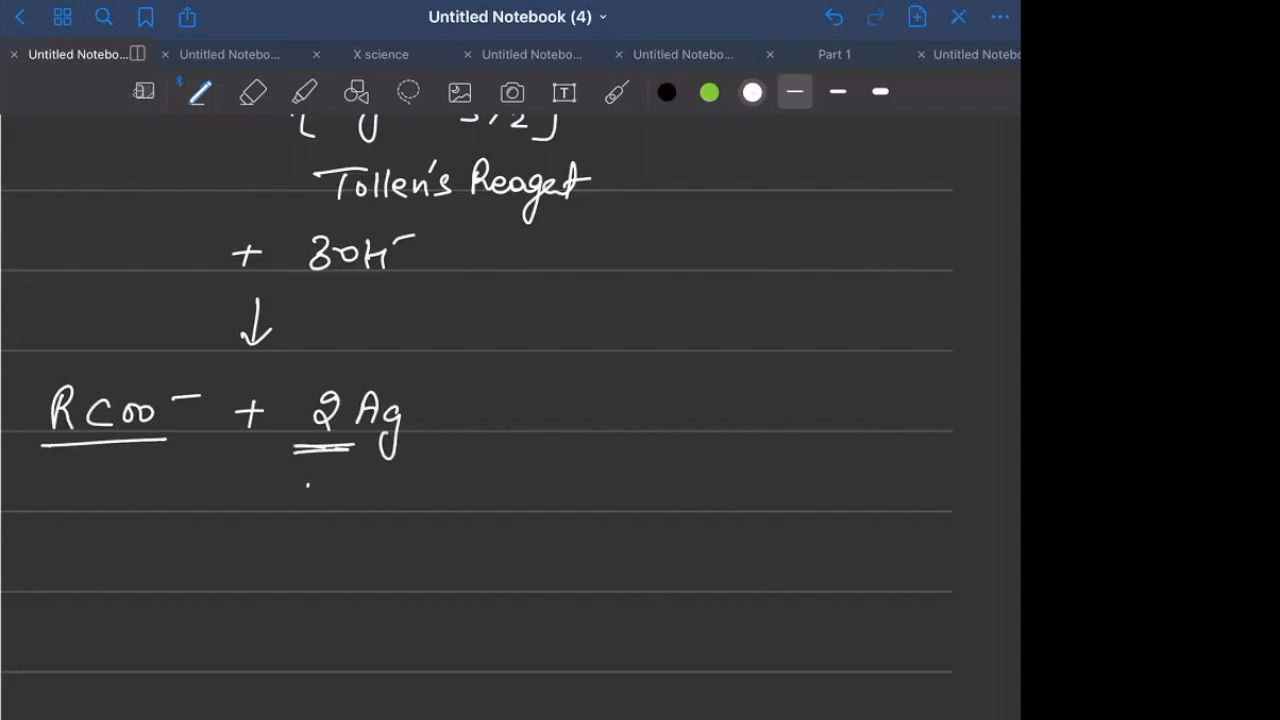 Untitled Notebook (4)
Untitled Notebo... Untitled Notebo... X science Untitled Notebo... Untitled Notebo... Part 1 Untitled Notebo
Tollen's Reaget
+ 3OH⁻
↓
RCOO⁻ + 2Ag